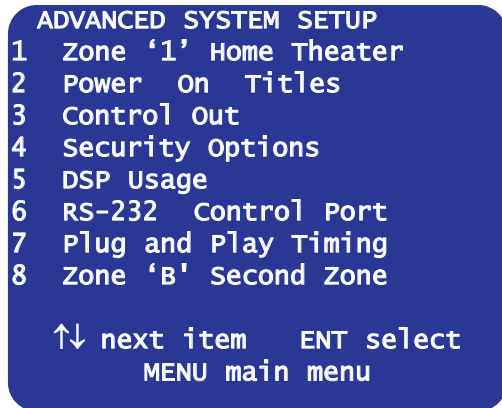 ADVANCED SYSTEM SETUP
1 Zone ‘1’ Home Theater
2 Power On Titles
3 Control Out
4 Security Options
5 DSP Usage
6 RS-232 Control Port
7 Plug and Play Timing
8 Zone ‘B' Second Zone
↑↓ next item ENT select
MENU main menu